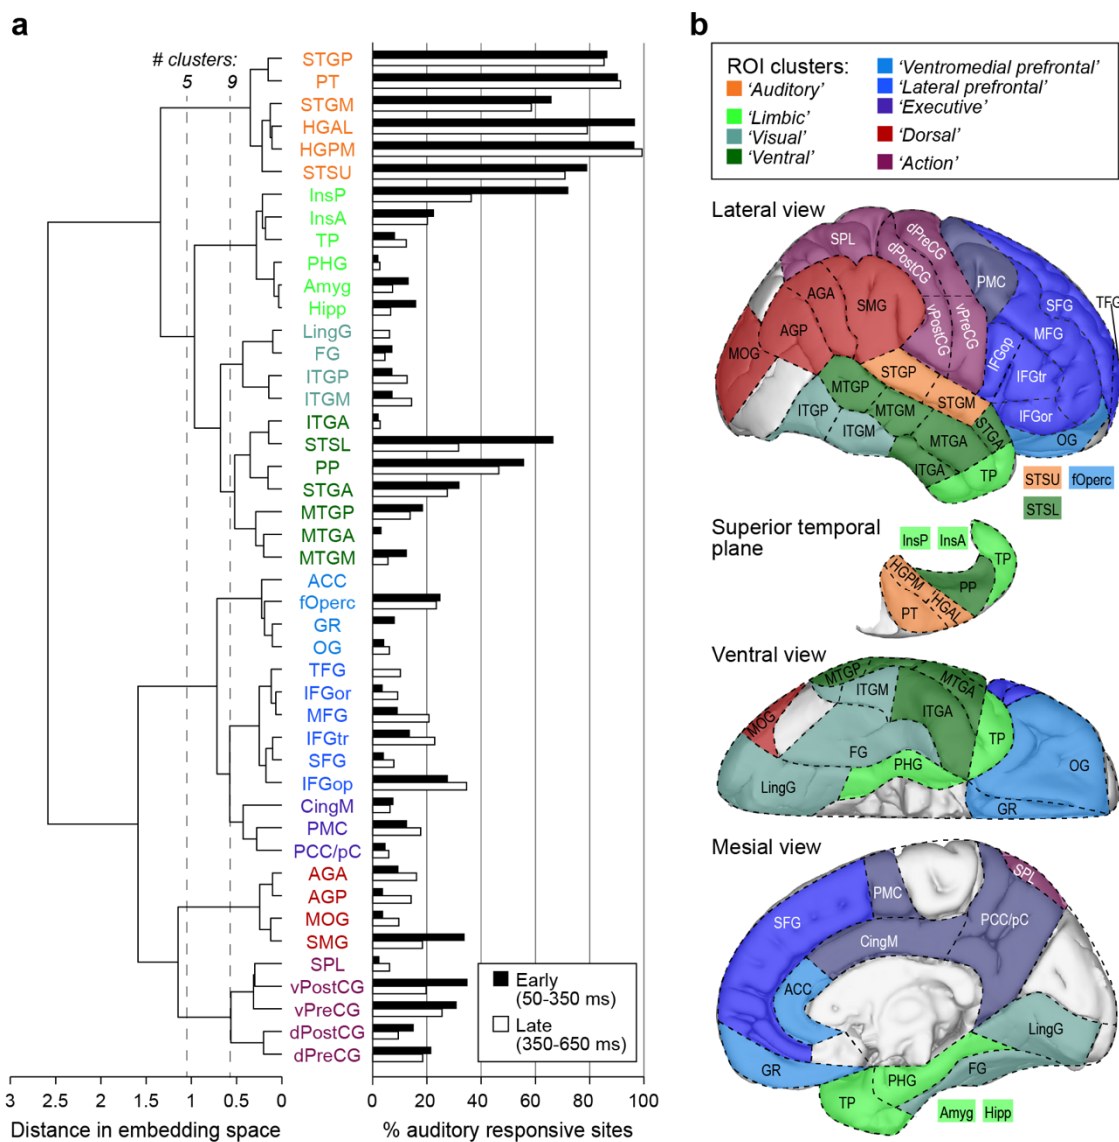 a
# clusters:
5 9
STGP
PT
STGM
HGAL
HGPM
STSU
InsP
InsA
TP
PHG
Amyg
Hipp
LingG
FG
ITGP
ITGM
ITGA
STSL
PP
STGA
MTGP
MTGA
MTGM
ACC
fOperc
GR
OG
TFG
IFGor
MFG
IFGtr
SFG
IFGop
CingM
PMC
PCC/pC
AGA
AGP
MOG
SMG
SPL
vPostCG
vPreCG
dPostCG
dPreCG
Early
(50-350 ms)
Late
(350-650 ms)
3 2.5 2 1.5 1 0.5 0
Distance in embedding space
0 20 40 60 80 100
% auditory responsive sites
b
ROI clusters:
'Auditory'
'Limbic'
'Visual'
'Ventral'
'Ventromedial prefrontal'
'Lateral prefrontal'
'Executive'
'Dorsal'
'Action'
Lateral view
SPL
dPreCG
dPostCG
PMC
AGA
SMG
SFG
TFG
AGP
vPostCG
vPreCG
MFG
MOG
IFGop
IFGtr
STGP
MTGP
STGM
IFGor
ITGP
MTGM
ITGM
MTGA
STGA
OG
ITGA
TP
STSU
fOperc
STSL
Superior temporal
plane
InsP
InsA
TP
HGPM
PP
HGAL
PT
Ventral view
MTGP
ITGM
MTGA
ITGA
MOG
FG
TP
PHG
OG
LingG
GR
Mesial view
SPL
PMC
SFG
PCC/pC
CingM
ACC
LingG
GR
PHG
FG
TP
Amyg
Hipp